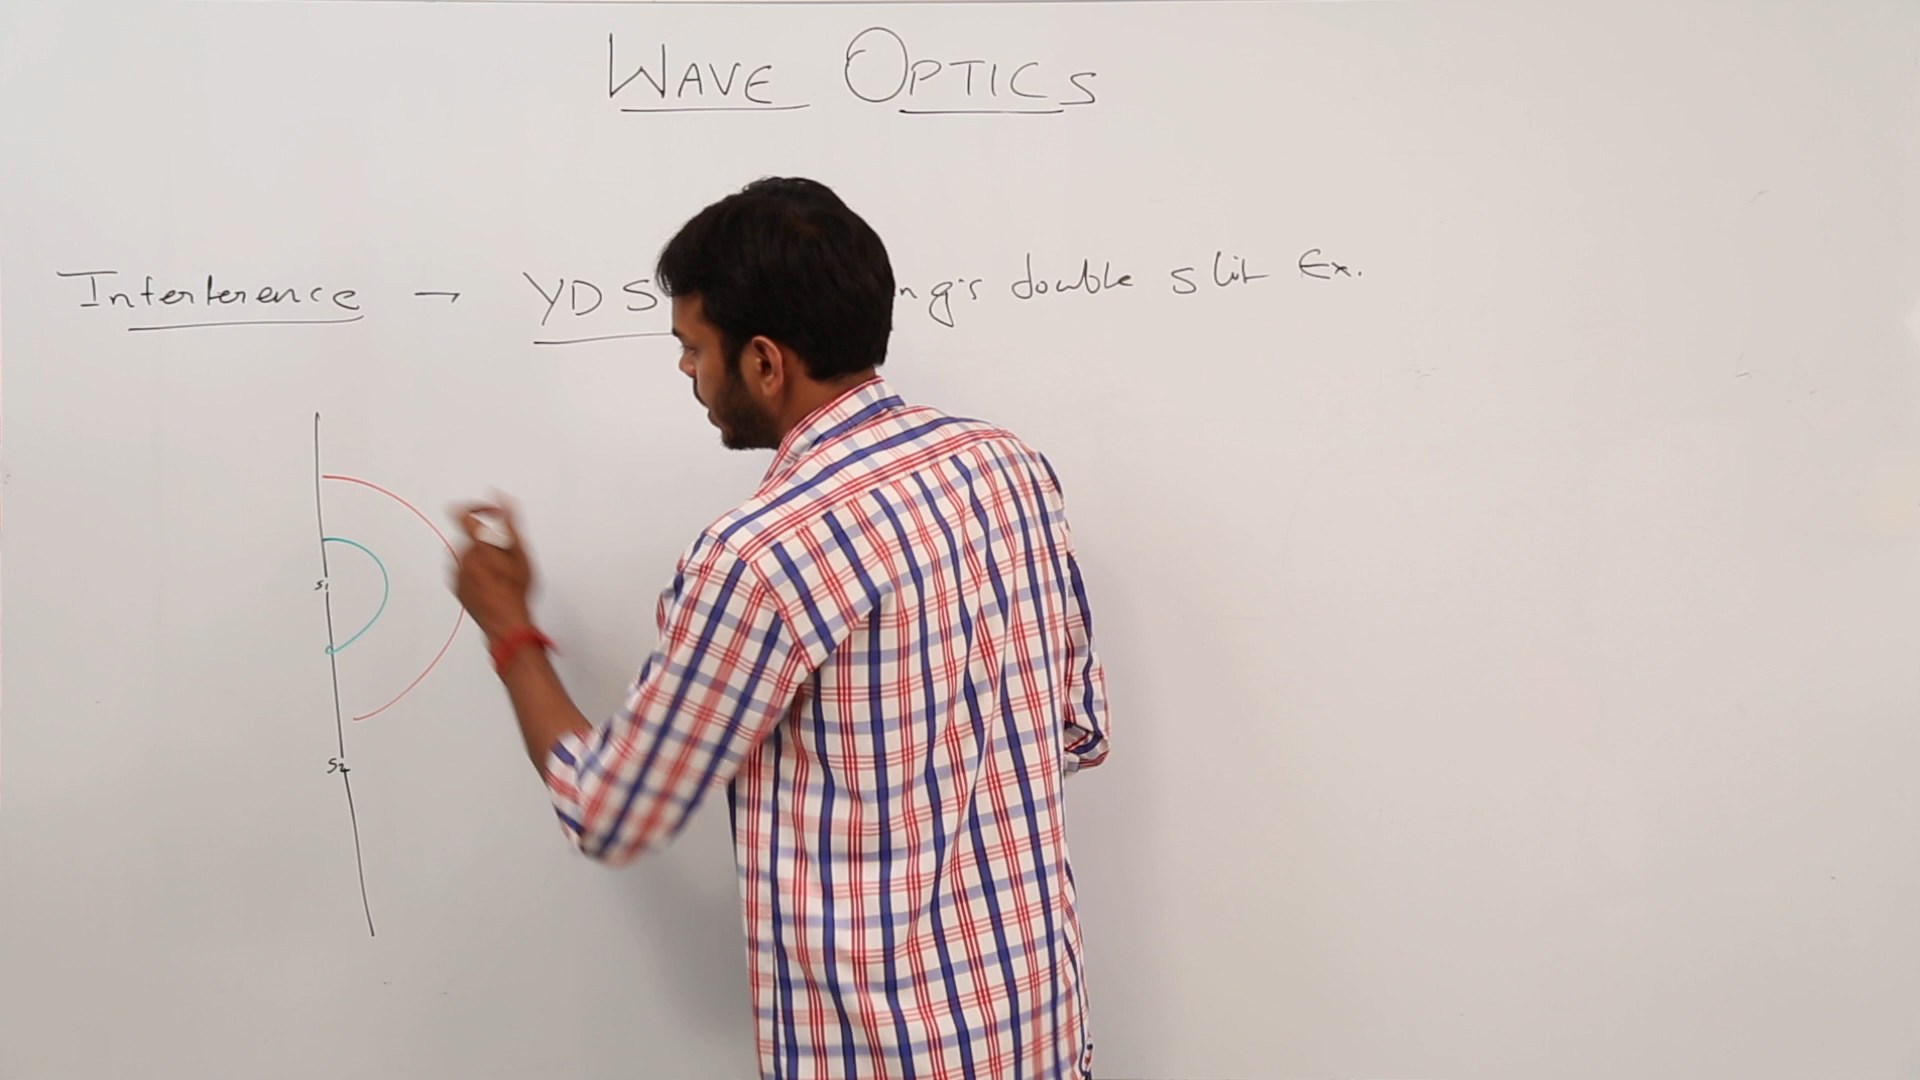 WAVE OPTICS
Interference → YDS ng's double slit Ex.
S1
S2